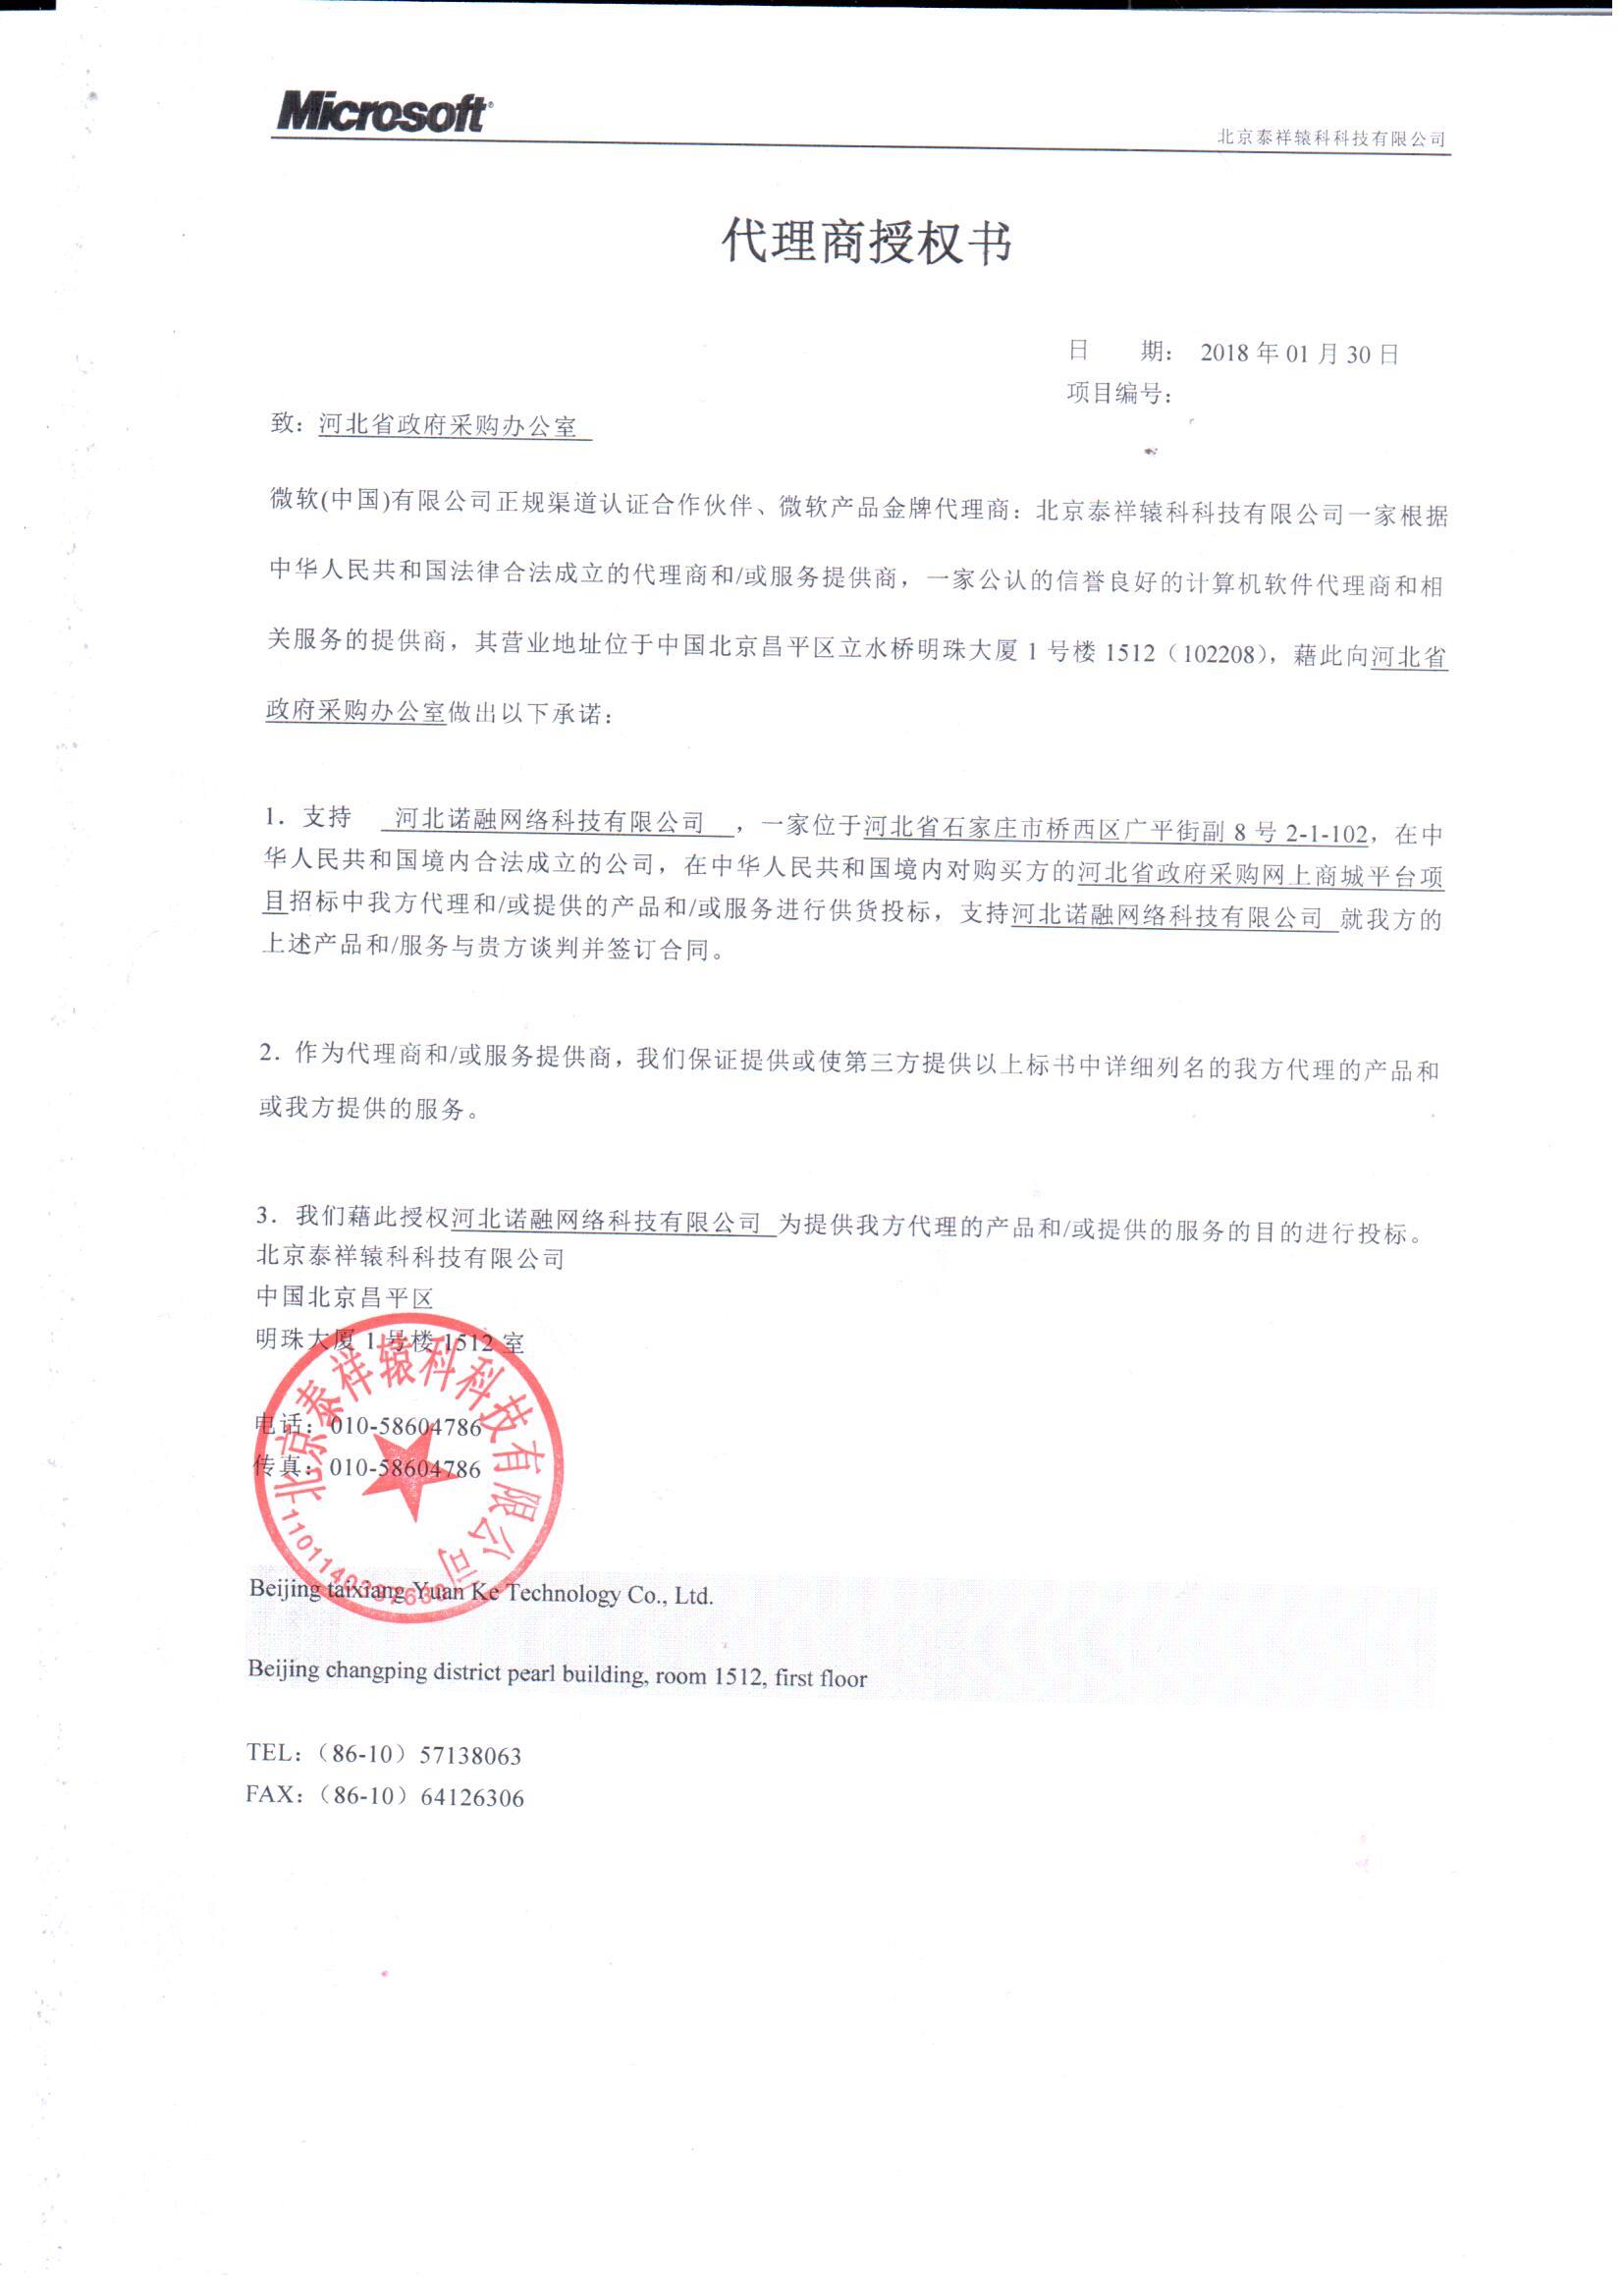 Microsoft
北京泰祥辕科科技有限公司
代理商授权书
日 期： 2018 年 01 月 30 日
项目编号：
致：河北省政府采购办公室
微软(中国)有限公司正规渠道认证合作伙伴、微软产品金牌代理商：北京泰祥辕科科技有限公司一家根据
中华人民共和国法律合法成立的代理商和/或服务提供商，一家公认的信誉良好的计算机软件代理商和相
关服务的提供商，其营业地址位于中国北京昌平区立水桥明珠大厦 1 号楼 1512（102208），藉此向河北省
政府采购办公室做出以下承诺：
1．支持 河北诺融网络科技有限公司 ，一家位于河北省石家庄市桥西区广平街副 8 号 2-1-102，在中
华人民共和国境内合法成立的公司，在中华人民共和国境内对购买方的河北省政府采购网上商城平台项
目招标中我方代理和/或提供的产品和/或服务进行供货投标，支持河北诺融网络科技有限公司 就我方的
上述产品和/服务与贵方谈判并签订合同。
2．作为代理商和/或服务提供商，我们保证提供或使第三方提供以上标书中详细列名的我方代理的产品和
或我方提供的服务。
3．我们藉此授权河北诺融网络科技有限公司 为提供我方代理的产品和/或提供的服务的目的进行投标。
北京泰祥辕科科技有限公司
中国北京昌平区
明珠大厦 1 号楼 1512 室
北京泰祥辕科科技有限公司
电话：010-58604786
传真：010-58604786
Beijing taixiang Yuan Ke Technology Co., Ltd.
Beijing changping district pearl building, room 1512, first floor
TEL:（86-10）57138063
FAX:（86-10）64126306